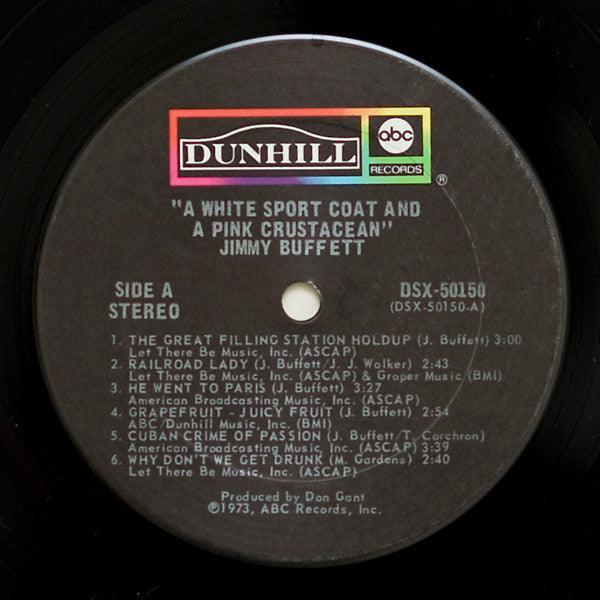 DUNHILL
abc
RECORDS
®
"A WHITE SPORT COAT AND
A PINK CRUSTACEAN"
JIMMY BUFFETT
SIDE A
STEREO
DSX-50150
(DSX-50150-A)
1. THE GREAT FILLING STATION HOLDUP (J. Buffett) 3:00
Let There Be Music, Inc. (ASCAP)
2. RAILROAD LADY (J. Buffett/J. J. Walker) 2:43
Let There Be Music, Inc. (ASCAP) & Groper Music (BMI)
3. HE WENT TO PARIS (J. Buffett) 3:27
American Broadcasting Music, Inc. (ASCAP)
4. GRAPEFRUIT - JUICY FRUIT (J. Buffett) 2:54
ABC/Dunhill Music, Inc. (BMI)
5. CUBAN CRIME OF PASSION (J. Buffett/T. Corchron)
American Broadcasting Music, Inc. (ASCAP) 3:39
6. WHY DON'T WE GET DRUNK (M. Gardens) 2:40
Let There Be Music, Inc. (ASCAP)
Produced by Don Gant
℗1973, ABC Records, Inc.